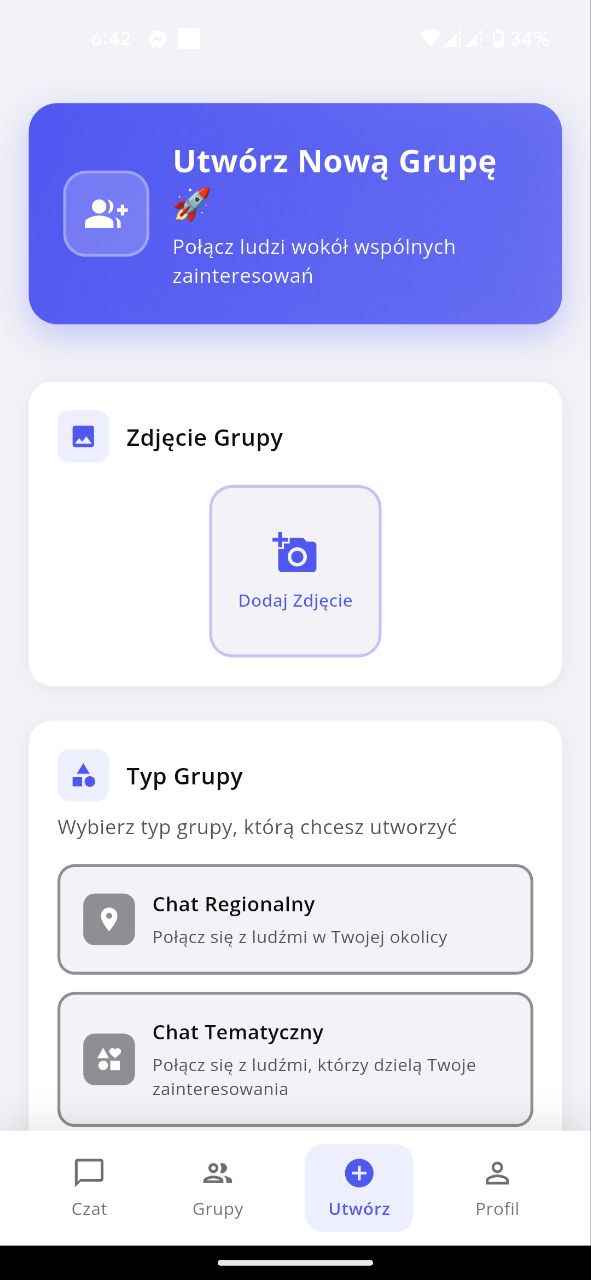 6:42
34%
Utwórz Nową Grupę
🚀
Połącz ludzi wokół wspólnych
zainteresowań
Zdjęcie Grupy
Dodaj Zdjęcie
Typ Grupy
Wybierz typ grupy, którą chcesz utworzyć
Chat Regionalny
Połącz się z ludźmi w Twojej okolicy
Chat Tematyczny
Połącz się z ludźmi, którzy dzielą Twoje
zainteresowania
Czat
Grupy
Utwórz
Profil